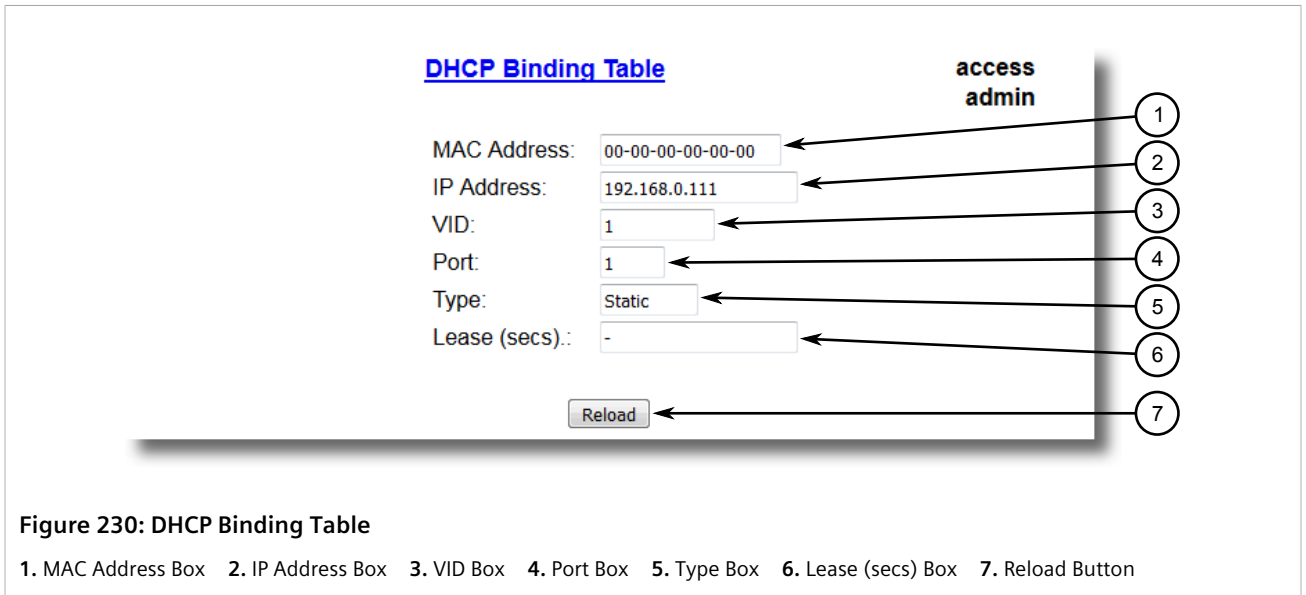 DHCP Binding Table
access
admin
MAC Address: 00-00-00-00-00-00
IP Address: 192.168.0.111
VID: 1
Port: 1
Type: Static
Lease (secs).: -
Reload
1
2
3
4
5
6
7
Figure 230: DHCP Binding Table
1. MAC Address Box 2. IP Address Box 3. VID Box 4. Port Box 5. Type Box 6. Lease (secs) Box 7. Reload Button